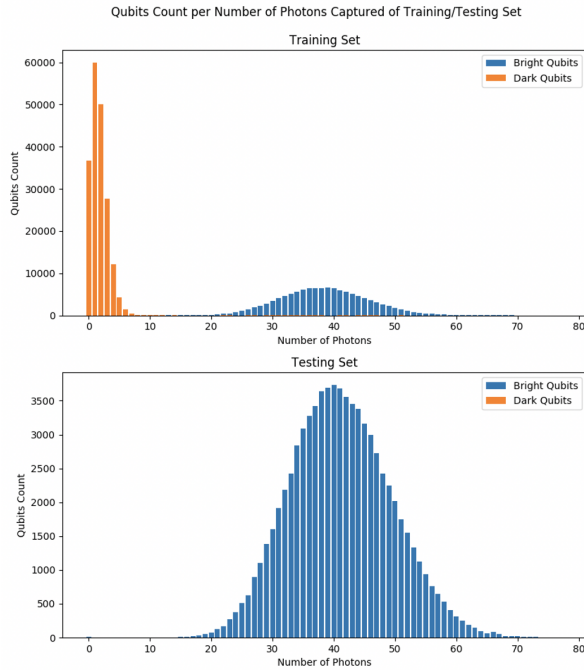 Qubits Count per Number of Photons Captured of Training/Testing Set
Training Set
Bright Qubits
Dark Qubits
60000
50000
40000
30000
20000
10000
0
Qubits Count
0 10 20 30 40 50 60 70 80
Number of Photons
Testing Set
Bright Qubits
Dark Qubits
3500
3000
2500
2000
1500
1000
500
0
Qubits Count
0 10 20 30 40 50 60 70 80
Number of Photons